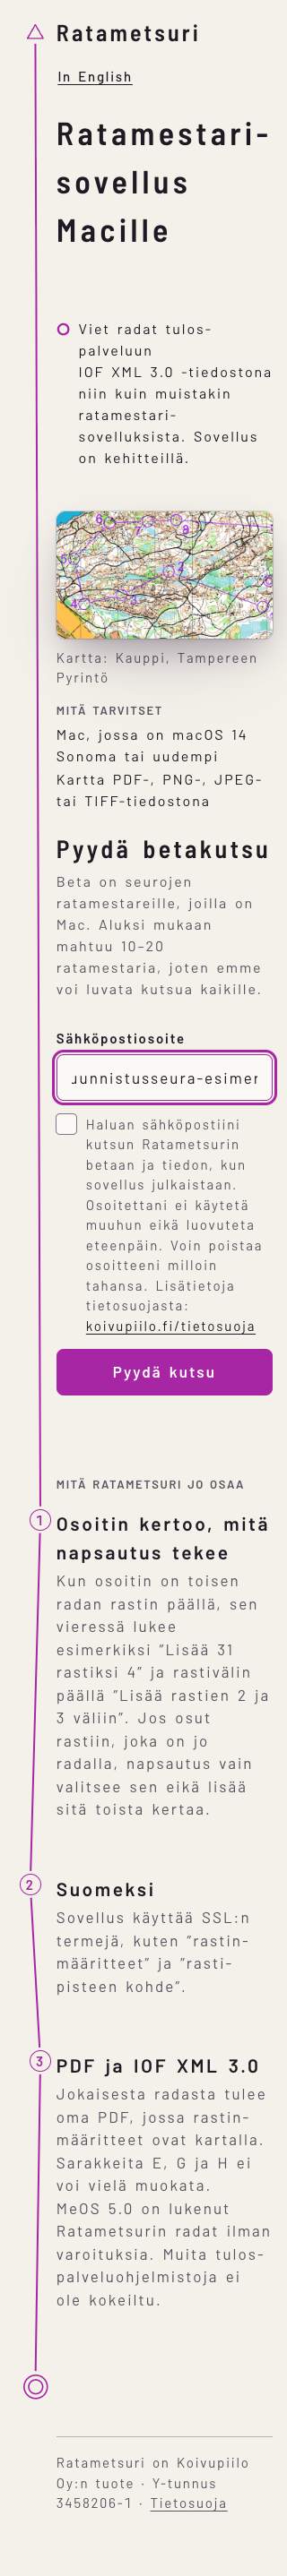 Ratametsuri
In English
Ratamestari-
sovellus
Macille
Viet radat tulos-
palveluun
IOF XML 3.0 -tiedostona
niin kuin muistakin
ratamestari-
sovelluksista. Sovellus
on kehitteillä.
Kartta: Kauppi, Tampereen
Pyrintö
MITÄ TARVITSET
Mac, jossa on macOS 14
Sonoma tai uudempi
Kartta PDF-, PNG-, JPEG-
tai TIFF-tiedostona
Pyydä betakutsu
Beta on seurojen
ratamestareille, joilla on
Mac. Aluksi mukaan
mahtuu 10–20
ratamestaria, joten emme
voi luvata kutsua kaikille.
Sähköpostiosoite
unnistusseura-esimer
Haluan sähköpostiini
kutsun Ratametsurin
betaan ja tiedon, kun
sovellus julkaistaan.
Osoitettani ei käytetä
muuhun eikä luovuteta
eteenpäin. Voin poistaa
osoitteeni milloin
tahansa. Lisätietoja
tietosuojasta:
koivupiilo.fi/tietosuoja
Pyydä kutsu
MITÄ RATAMETSURI JO OSAA
1 Osoitin kertoo, mitä
napsautus tekee
Kun osoitin on toisen
radan rastin päällä, sen
vieressä lukee
esimerkiksi ”Lisää 31
rastiksi 4” ja rastivälin
päällä ”Lisää rastien 2 ja
3 väliin”. Jos osut
rastiin, joka on jo
radalla, napsautus vain
valitsee sen eikä lisää
sitä toista kertaa.
2 Suomeksi
Sovellus käyttää SSL:n
termejä, kuten ”rastin-
määritteet” ja ”rasti-
pisteen kohde”.
3 PDF ja IOF XML 3.0
Jokaisesta radasta tulee
oma PDF, jossa rastin-
määritteet ovat kartalla.
Sarakkeita E, G ja H ei
voi vielä muokata.
MeOS 5.0 on lukenut
Ratametsurin radat ilman
varoituksia. Muita tulos-
palveluohjelmistoja ei
ole kokeiltu.
Ratametsuri on Koivupiilo
Oy:n tuote · Y-tunnus
3458206-1 · Tietosuoja